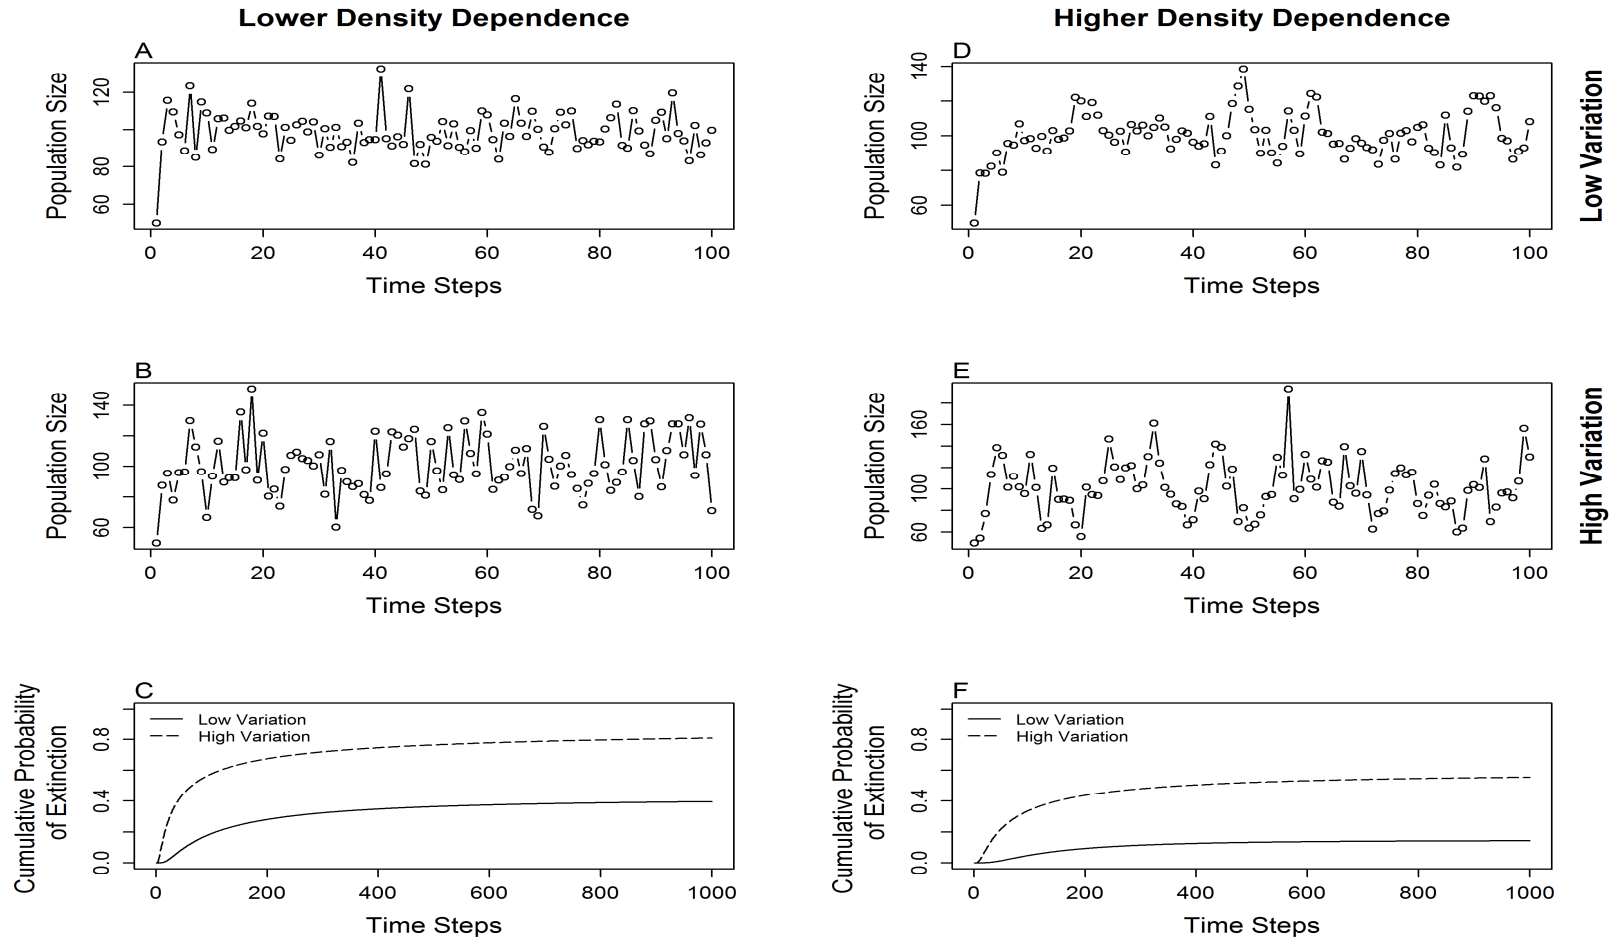 Lower Density Dependence
Higher Density Dependence
A
Population Size
60
80
120
0
20
40
60
80
100
Time Steps
D
Population Size
60
100
140
0
20
40
60
80
100
Time Steps
Low Variation
B
Population Size
60
100
140
0
20
40
60
80
100
Time Steps
E
Population Size
60
100
160
0
20
40
60
80
100
Time Steps
High Variation
C
Cumulative Probability
of Extinction
0.0
0.4
0.8
Low Variation
High Variation
0
200
400
600
800
1000
Time Steps
F
Cumulative Probability
of Extinction
0.0
0.4
0.8
Low Variation
High Variation
0
200
400
600
800
1000
Time Steps